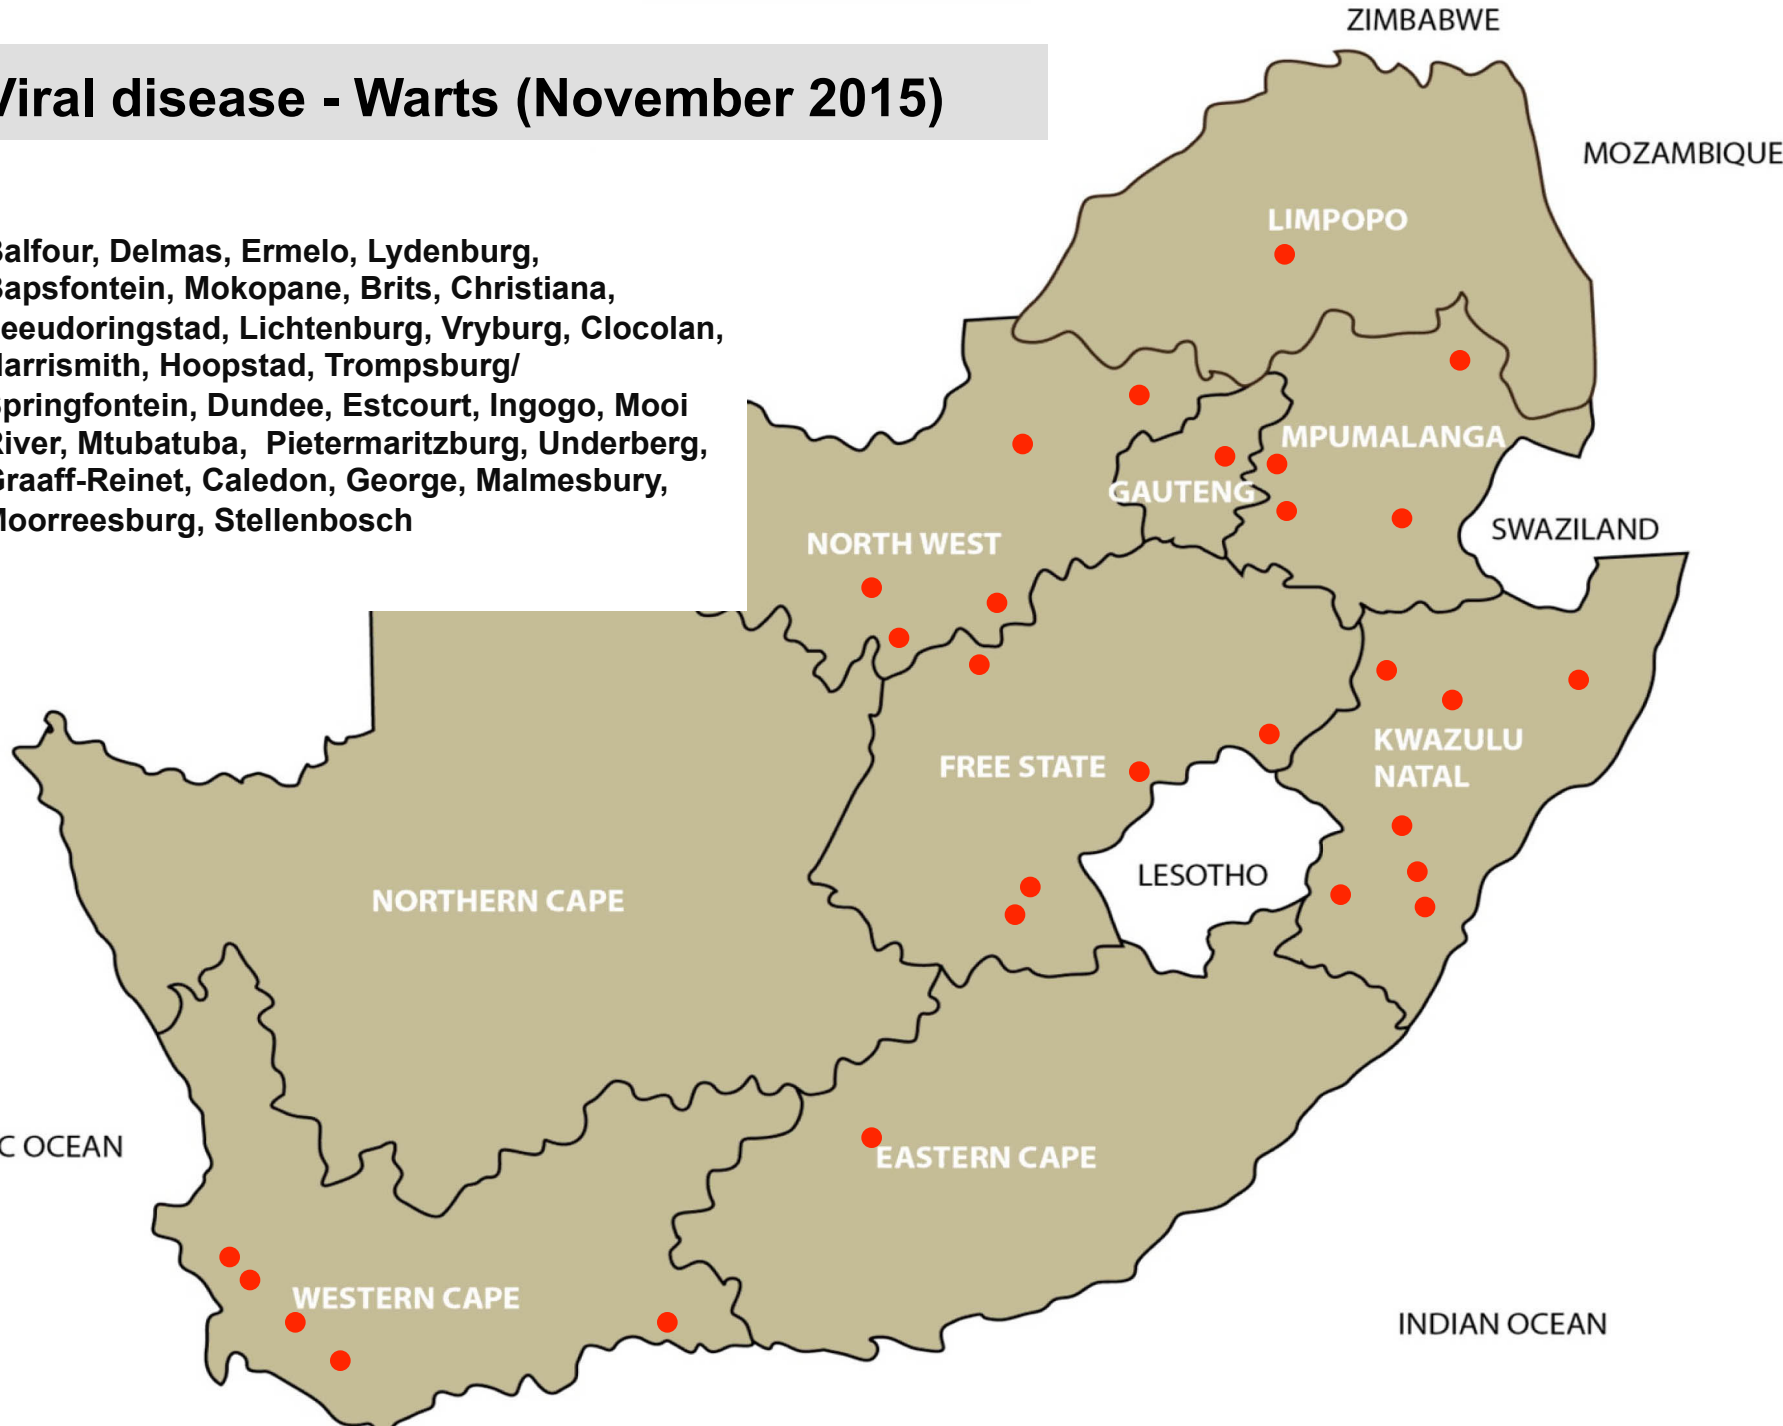 ZIMBABWE
Viral disease - Warts (November 2015)
MOZAMBIQUE
Balfour, Delmas, Ermelo, Lydenburg,
Bapsfontein, Mokopane, Brits, Christiana,
eeudoringstad, Lichtenburg, Vryburg, Clocolan,
Harrismith, Hoopstad, Trompsburg/
Springfontein, Dundee, Estcourt, Ingogo, Mooi
River, Mtubatuba, Pietermaritzburg, Underberg,
Graaff-Reinet, Caledon, George, Malmesbury,
Moorreesburg, Stellenbosch
LIMPOPO
MPUMALANGA
GAUTENG
SWAZILAND
NORTH WEST
KWAZULU
NATAL
FREE STATE
LESOTHO
NORTHERN CAPE
C OCEAN
EASTERN CAPE
WESTERN CAPE
INDIAN OCEAN